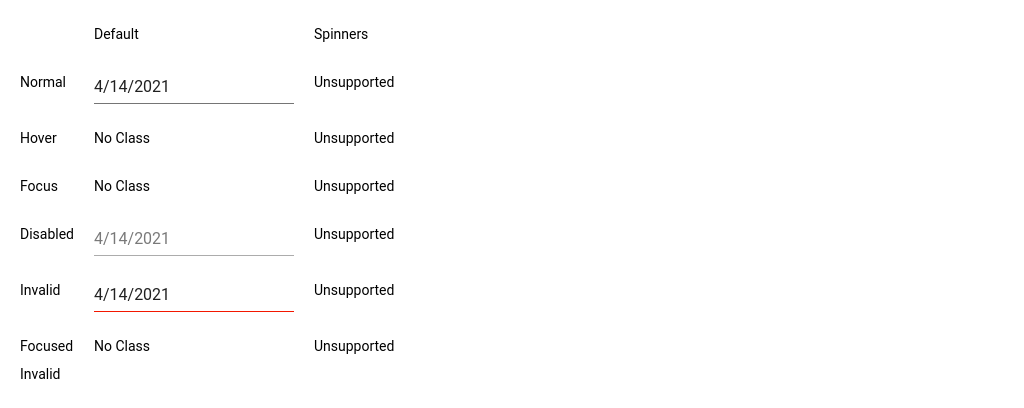 Default Spinners
Normal 4/14/2021 Unsupported
Hover No Class Unsupported
Focus No Class Unsupported
Disabled 4/14/2021 Unsupported
Invalid 4/14/2021 Unsupported
Focused No Class Unsupported
Invalid